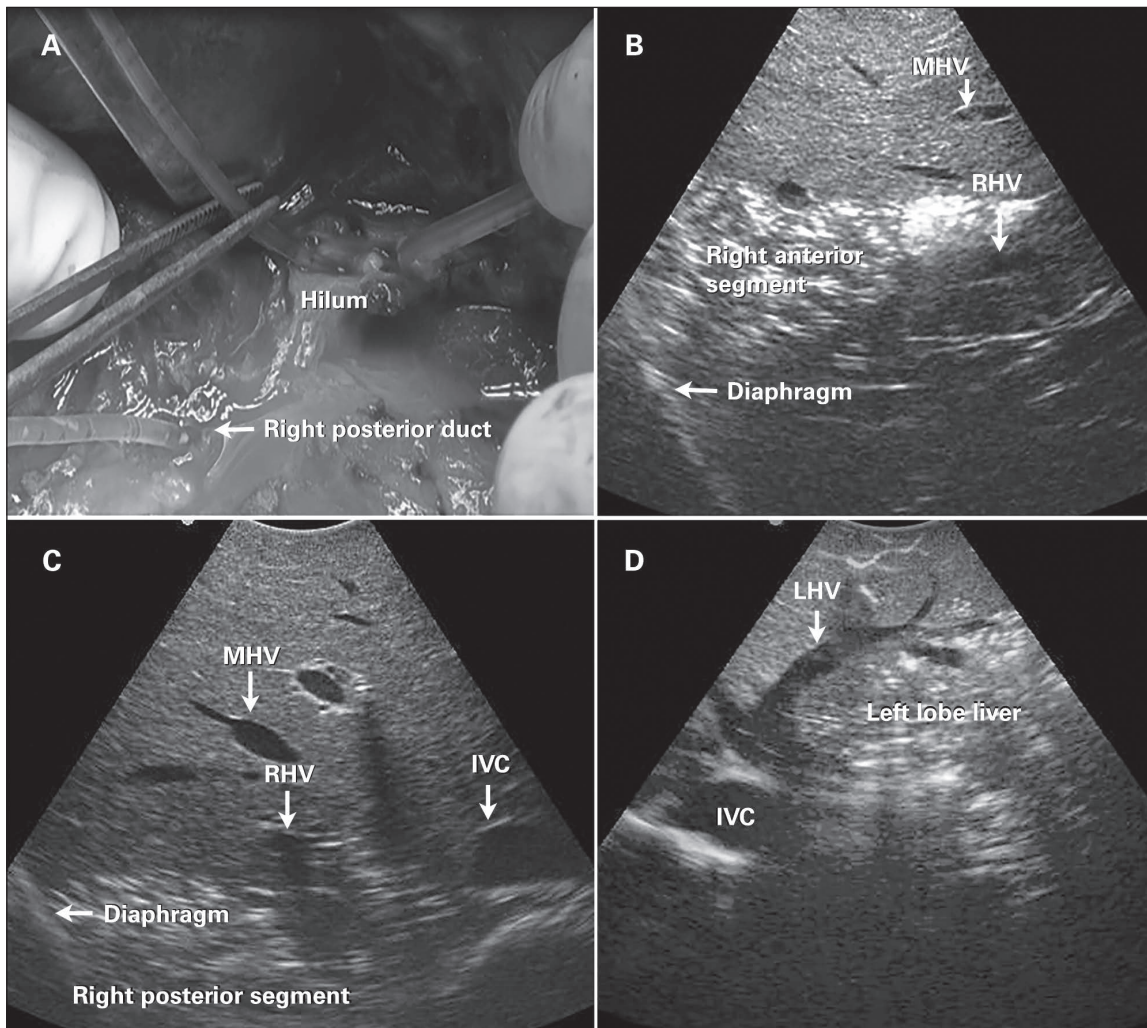 A
Hilum
Right posterior duct
B
MHV
RHV
Right anterior
segment
Diaphragm
C
MHV
RHV
IVC
Diaphragm
Right posterior segment
D
LHV
Left lobe liver
IVC